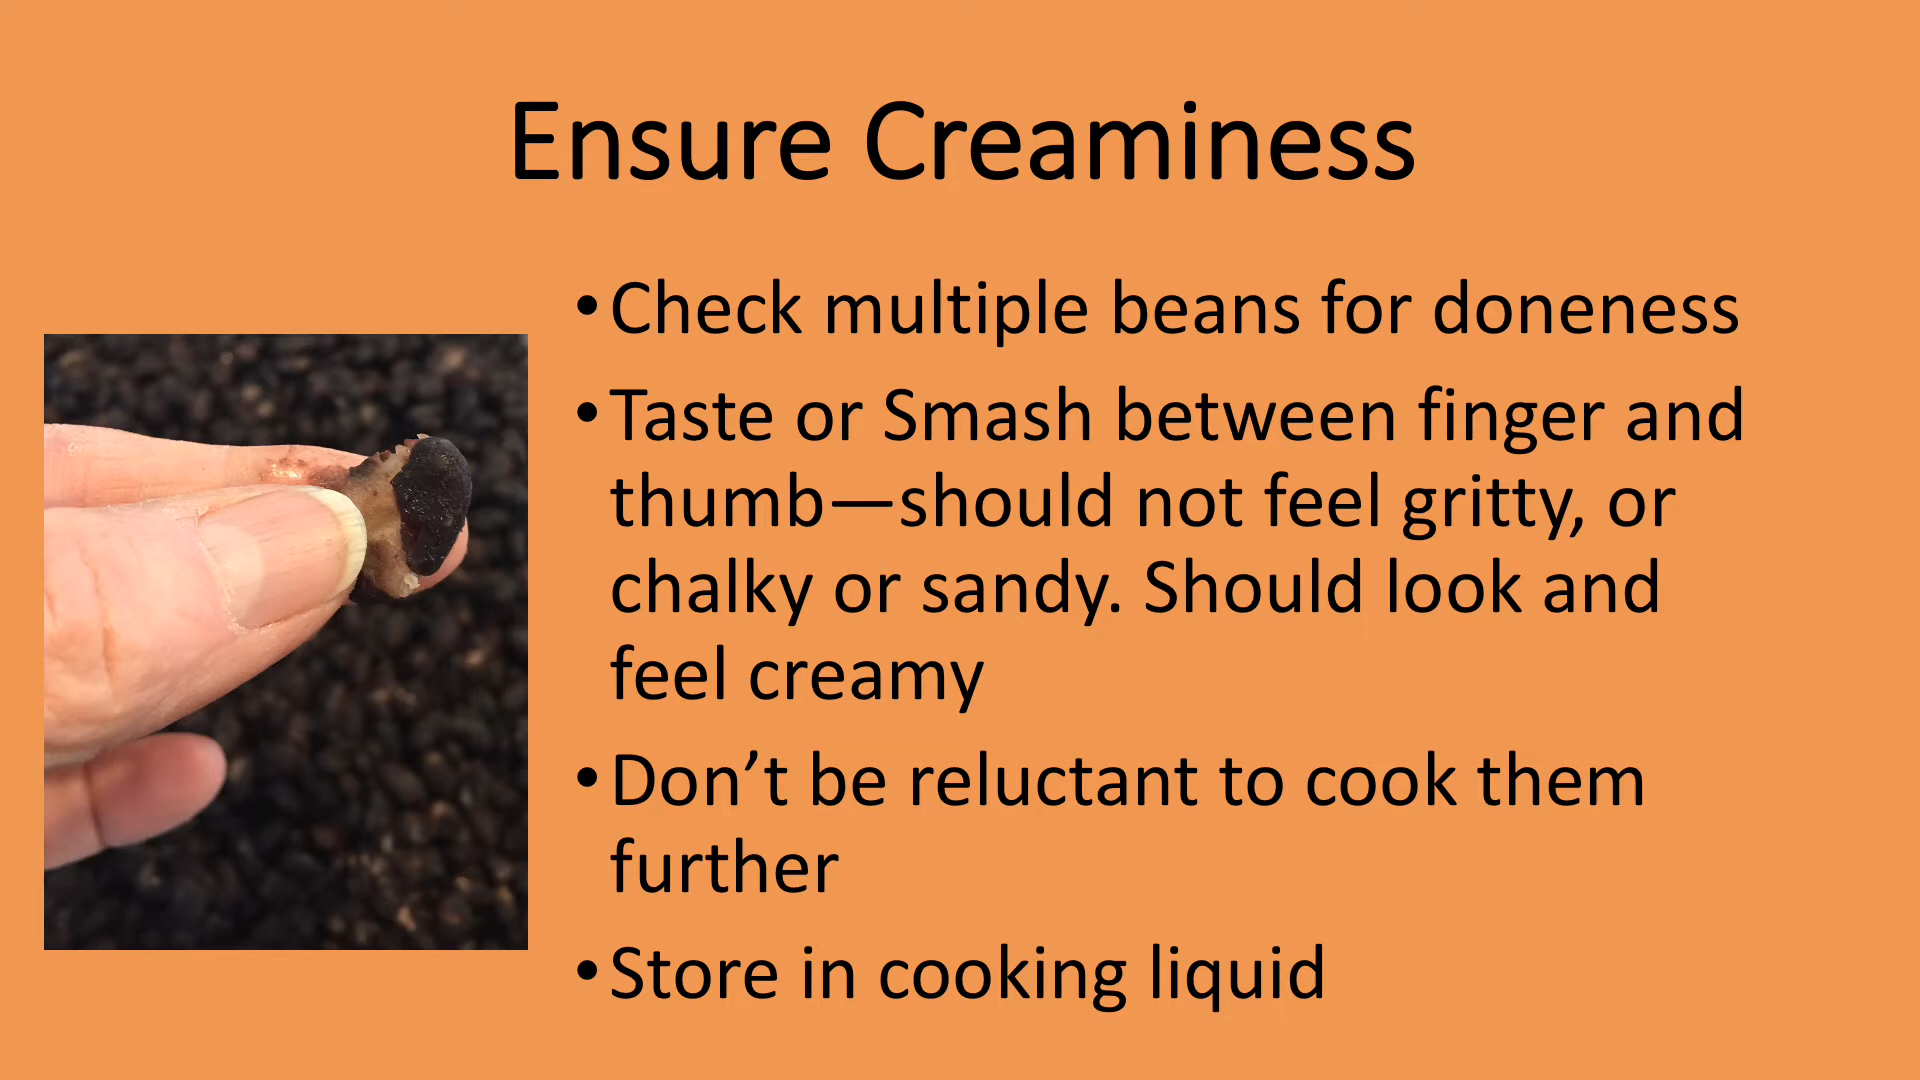 Ensure Creaminess
•Check multiple beans for doneness
•Taste or Smash between finger and
thumb—should not feel gritty, or
chalky or sandy. Should look and
feel creamy
•Don’t be reluctant to cook them
further
•Store in cooking liquid